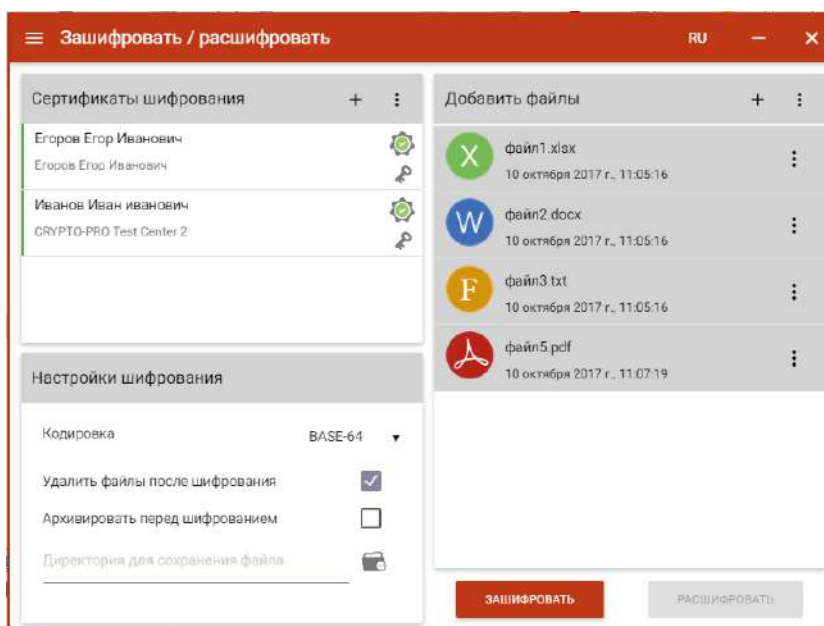 Зашифровать / расшифровать
RU
Сертификаты шифрования
Егоров Егор Иванович
Егоров Егор Иванович
Иванов Иван иванович
CRYPTO-PRO Test Center 2
Настройки шифрования
Кодировка
BASE-64
Удалить файлы после шифрования
Архивировать перед шифрованием
Директория для сохранения файла
Добавить файлы
X
файл1.xlsx
10 октября 2017 г., 11:05:16
W
файл2.docx
10 октября 2017 г., 11:05:16
F
файл3.txt
10 октября 2017 г., 11:05:16
файл5.pdf
10 октября 2017 г., 11:07:19
ЗАШИФРОВАТЬ
РАСШИФРОВАТЬ